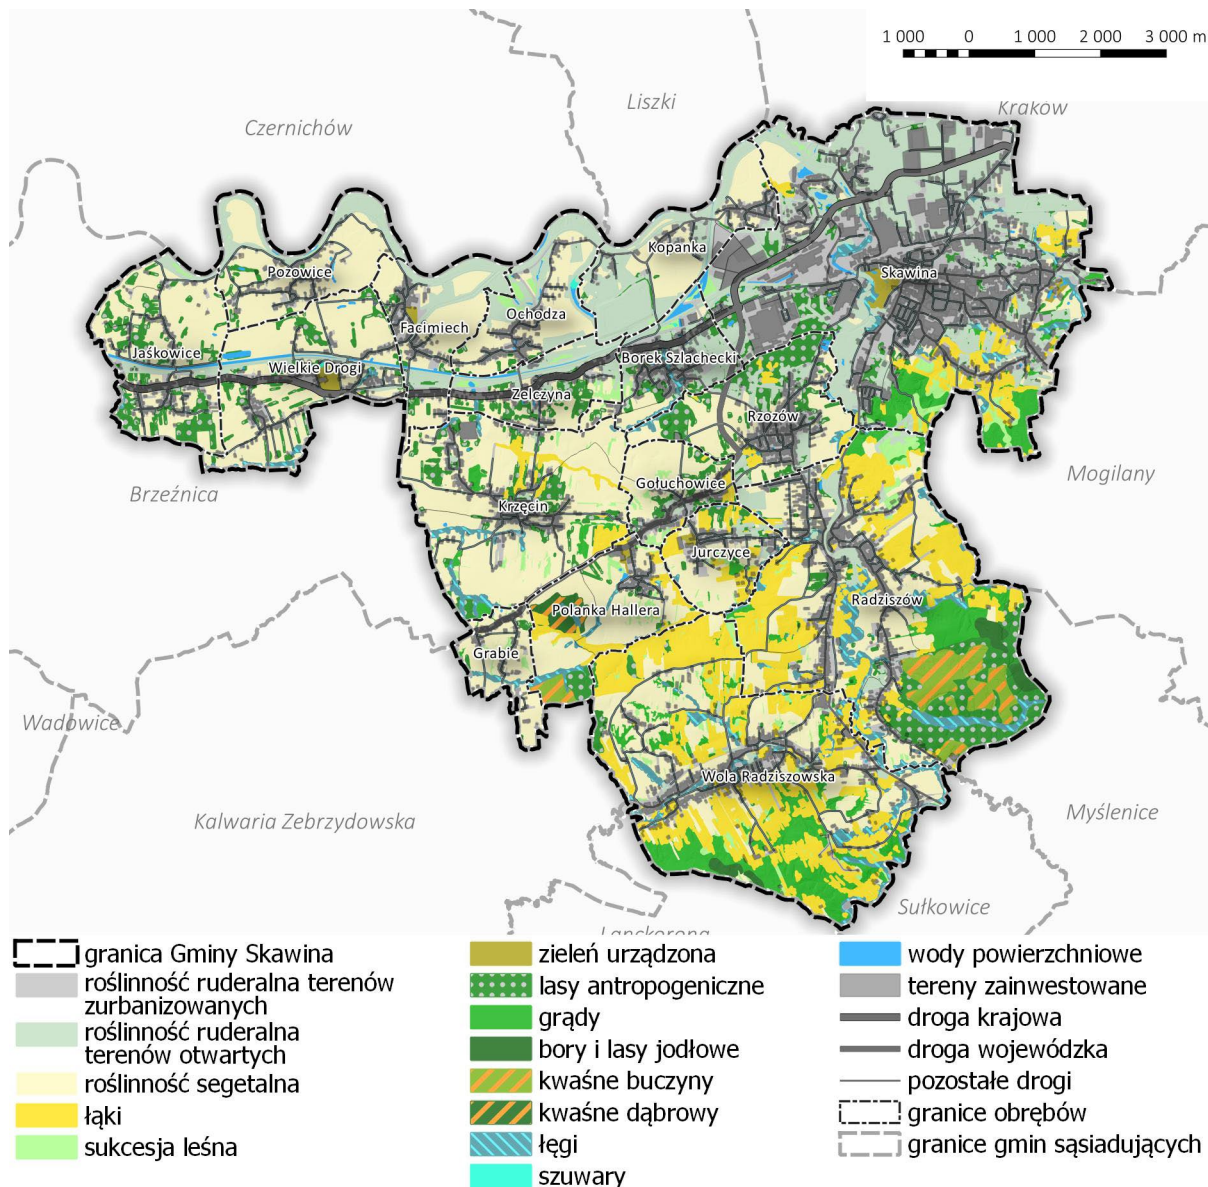 1 000 0 1 000 2 000 3 000 m
Kraków
Liszki
Czernichów
Kopanka
Pozowice
Skawina
Ochodza
Facimiech
Jaśkowice
Borek Szlachecki
Wielkie Drogi
Zelczyna
Rzozów
Mogilany
Gołuchowice
Brzeźnica
Krzęcin
Jurczyce
Radziszów
Polanka Hallera
Grabie
Wadowice
Wola Radziszowska
Myślenice
Kalwaria Zebrzydowska
Sułkowice
Lanckorona
granica Gminy Skawina
roślinność ruderalna terenów
zurbanizowanych
roślinność ruderalna
terenów otwartych
roślinność segetalna
łąki
sukcesja leśna
zieleń urządzona
lasy antropogeniczne
grądy
bory i lasy jodłowe
kwaśne buczyny
kwaśne dąbrowy
łęgi
szuwary
wody powierzchniowe
tereny zainwestowane
droga krajowa
droga wojewódzka
pozostałe drogi
granice obrębów
granice gmin sąsiadujących